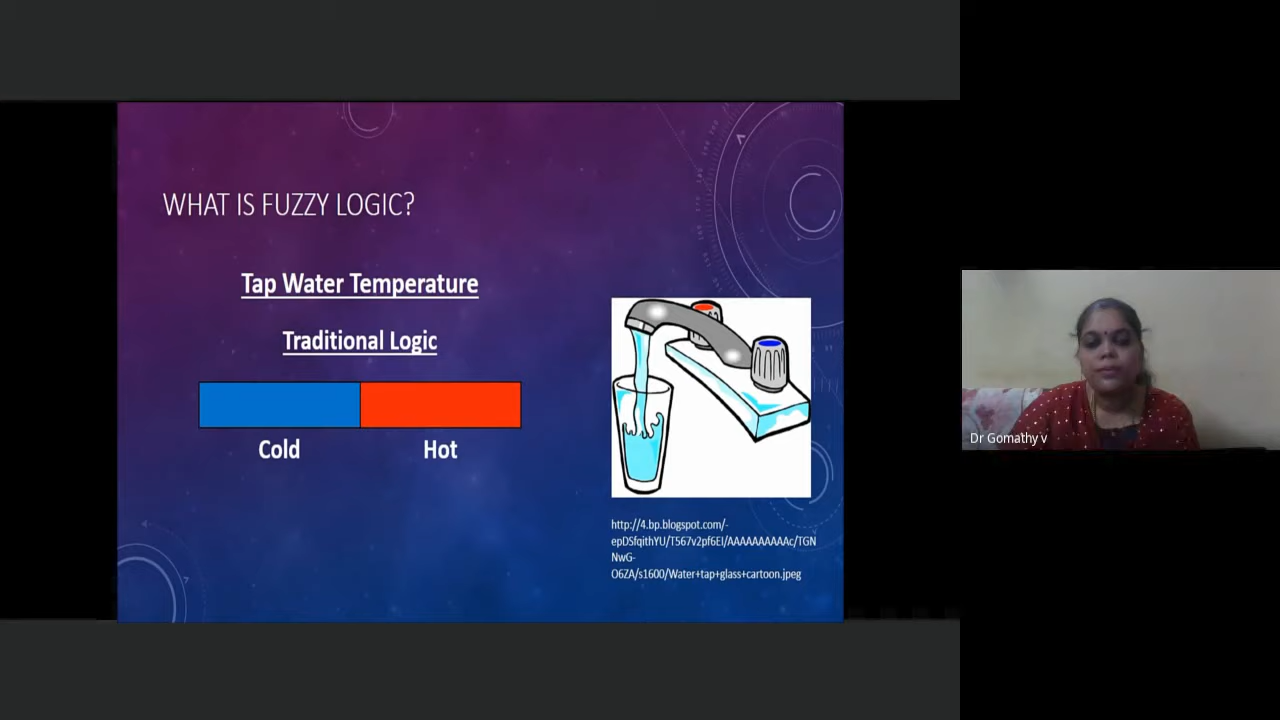 WHAT IS FUZZY LOGIC?
Tap Water Temperature
Traditional Logic
Cold
Hot
http://4.bp.blogspot.com/-
epDSfqithYU/T567v2pf6EI/AAAAAAAAAAc/TGN
NwG-
O6ZA/s1600/Water+tap+glass+cartoon.jpeg
Dr Gomathy v